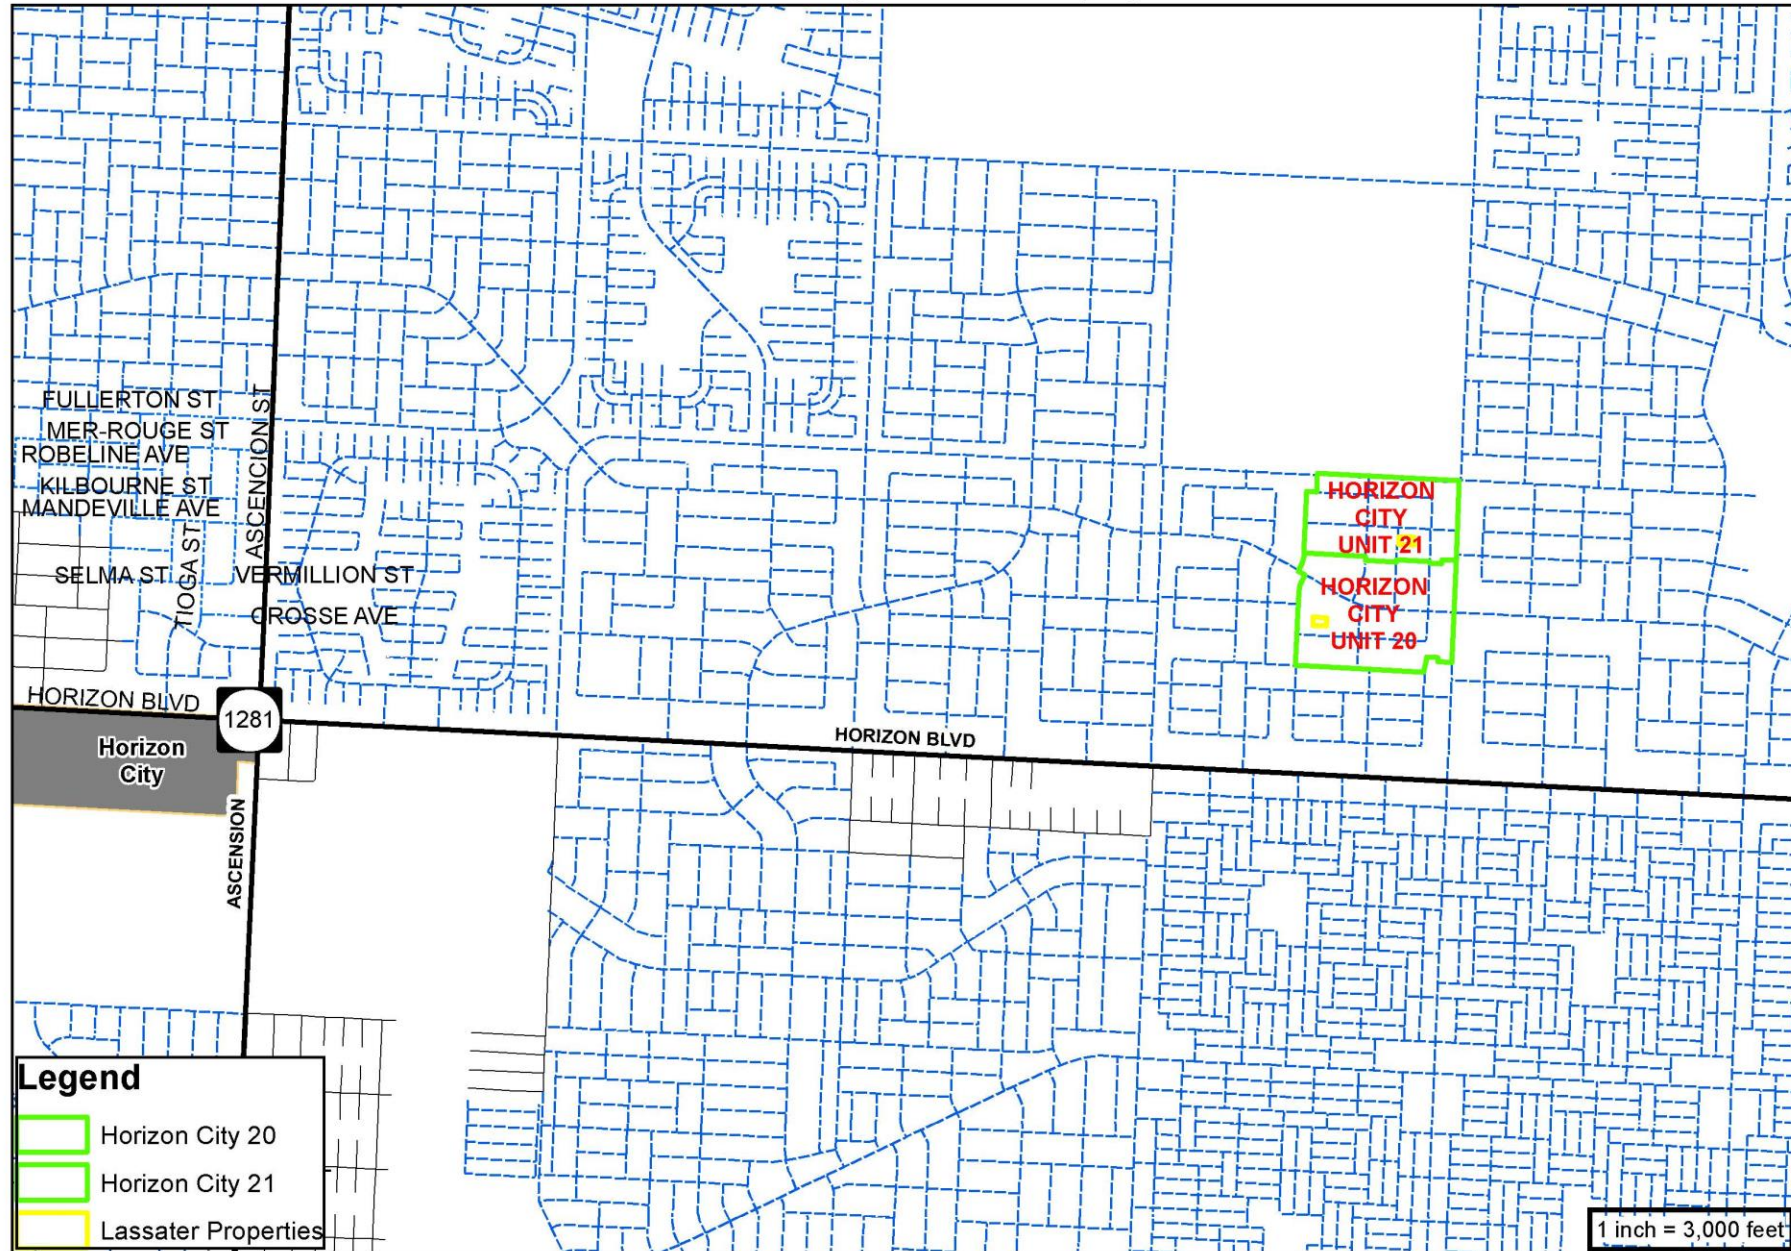 FULLERTON ST
MER-ROUGE ST
ROBELINE AVE
KILBOURNE ST
MANDEVILLE AVE
ASCENCION ST
TIOGA ST
SELMA ST
VERMILLION ST
CROSSE AVE
HORIZON BLVD
1281
Horizon
City
ASCENSION
HORIZON BLVD
HORIZON
CITY
UNIT 21
HORIZON
CITY
UNIT 20
Legend
Horizon City 20
Horizon City 21
Lassater Properties
1 inch = 3,000 feet